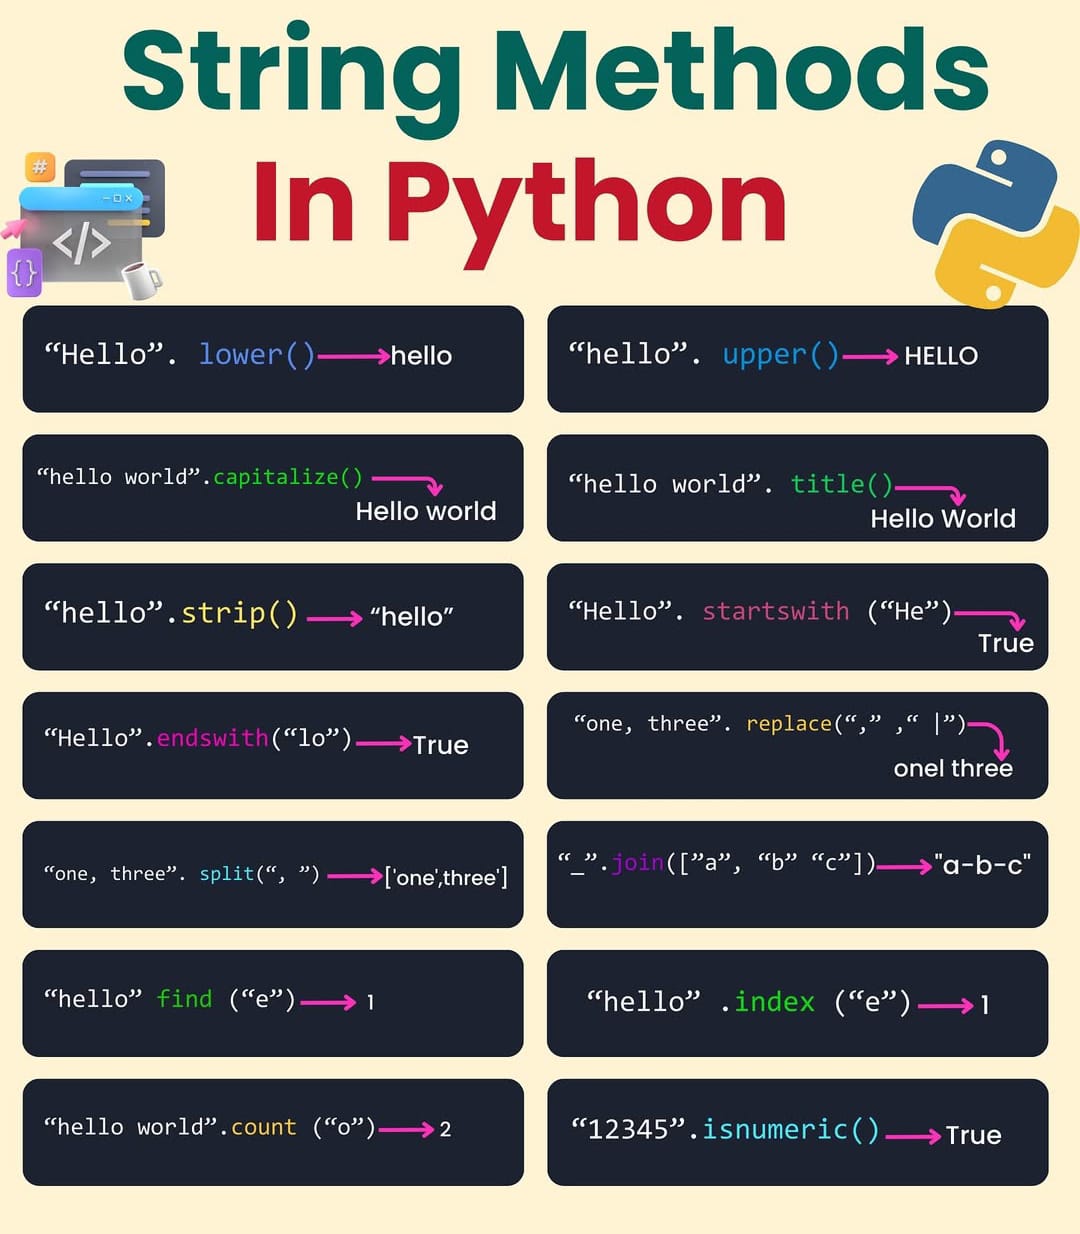 String Methods
In Python
#
</>
{}
“Hello”. lower() hello
“hello”. upper() HELLO
“hello world”.capitalize()
Hello world
“hello world”. title()
Hello World
“hello”.strip() “hello”
“Hello”. startswith (“He”)
True
“Hello”.endswith(“lo”) True
“one, three”. replace(“,” ,“ |”)
onel three
“one, three”. split(“, ”) ['one',three']
“_”.join([”a”, “b” “c”]) "a-b-c"
“hello” find (“e”) 1
“hello” .index (“e”) 1
“hello world”.count (“o”) 2
“12345”.isnumeric() True